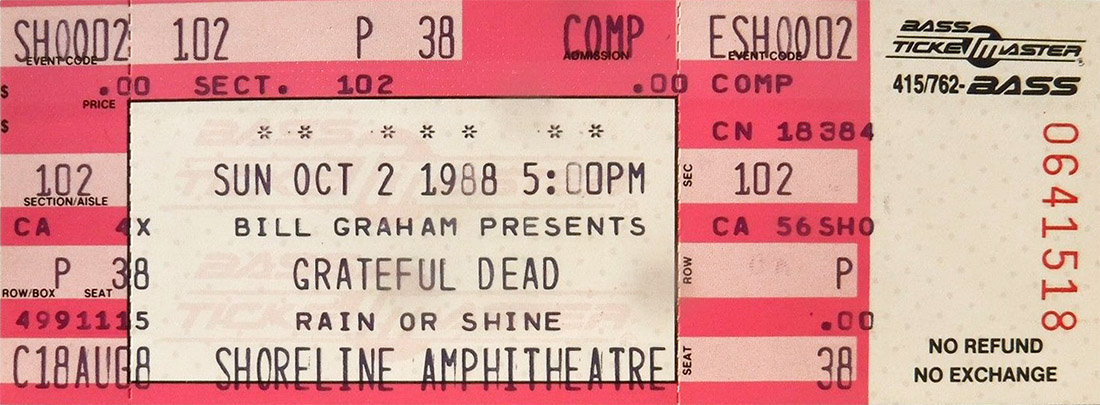 SH0002 102 P 38 COMP ESH0002
EVENT CODE ADMISSION EVENT CODE
$ .00 SECT. 102 .00 COMP
PRICE
$
* * * * * * *
CN 18384
SUN OCT 2 1988 5:00PM
102 SEC 102
SECTION/AISLE
CA 4X BILL GRAHAM PRESENTS CA 56SHO
P 38 GRATEFUL DEAD ROW P
ROW/BOX SEAT
4991115 RAIN OR SHINE .00
C18AUG8 SHORELINE AMPHITHEATRE SEAT 38
BASS
TICKETMASTER
415/762-BASS
0641518
NO REFUND
NO EXCHANGE